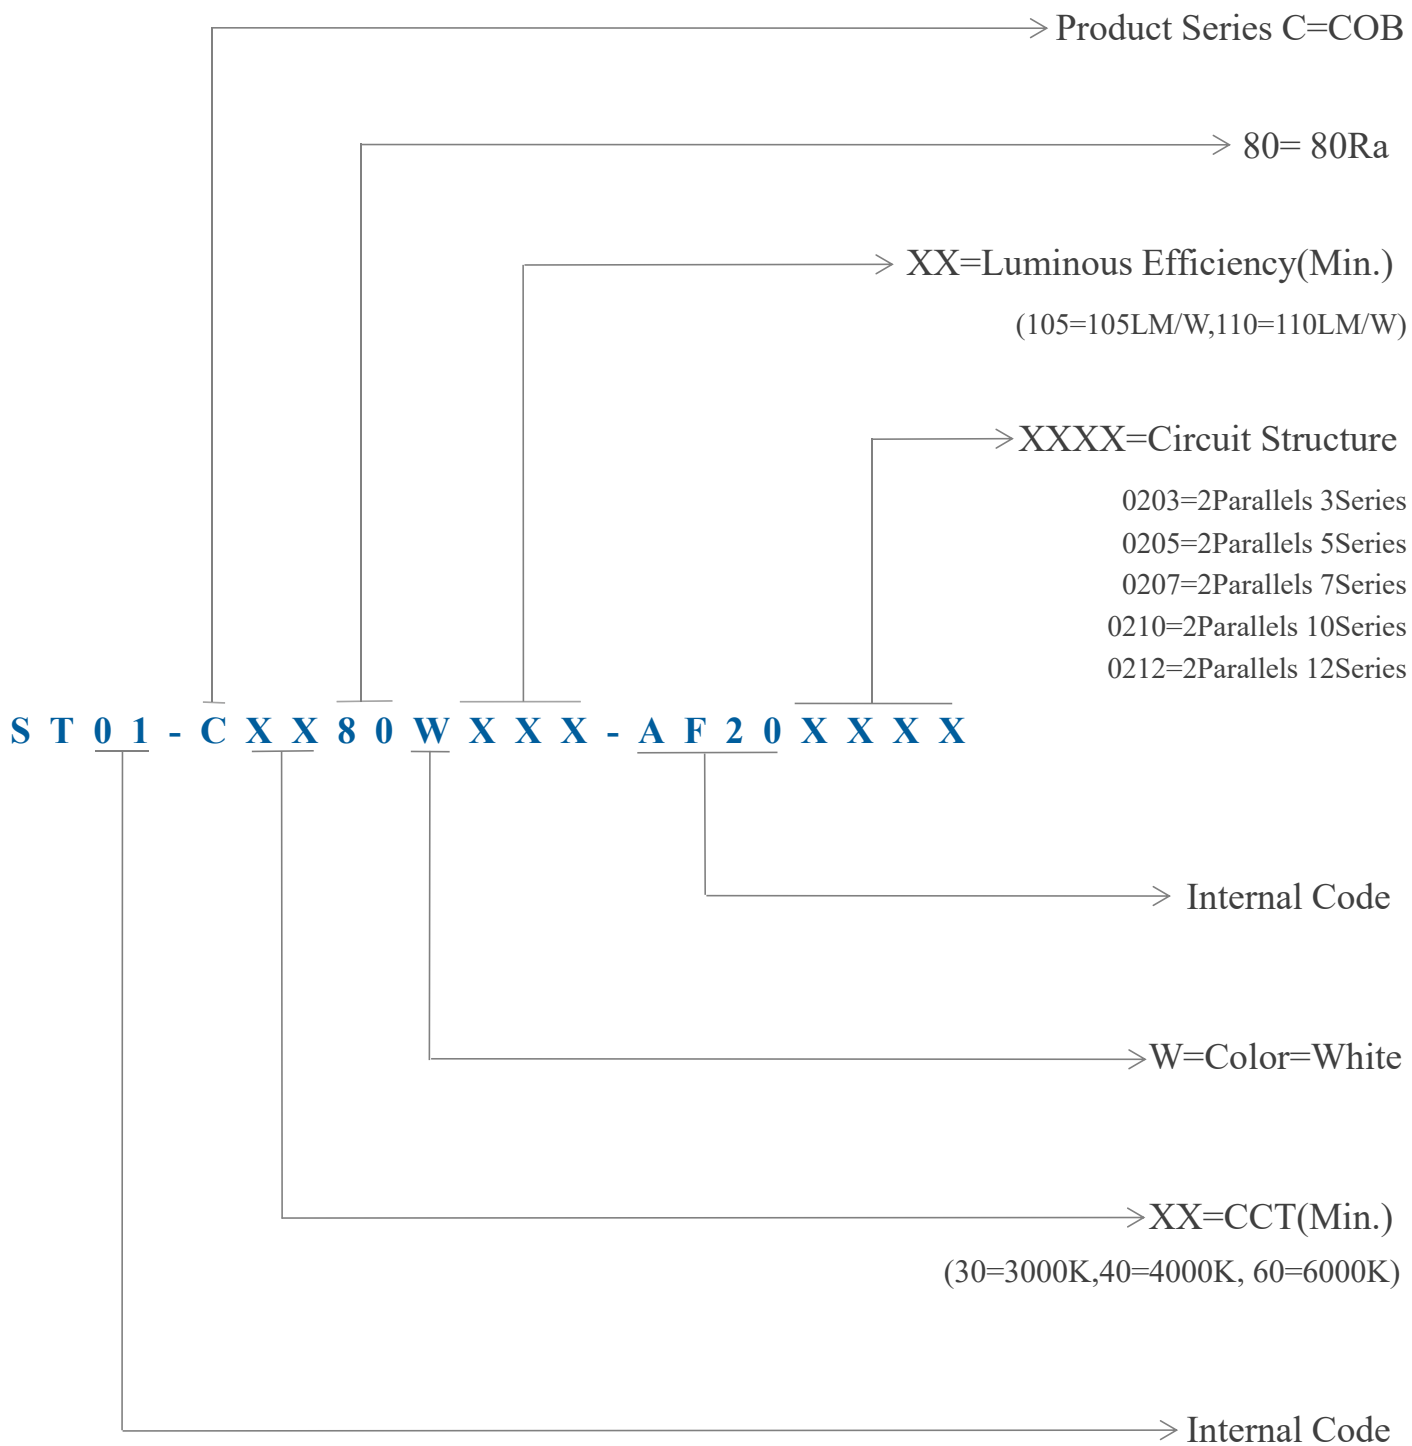 Product Series C=COB
80= 80Ra
XX=Luminous Efficiency(Min.)
(105=105LM/W,110=110LM/W)
XXXX=Circuit Structure
0203=2Parallels 3Series
0205=2Parallels 5Series
0207=2Parallels 7Series
0210=2Parallels 10Series
0212=2Parallels 12Series
S T 0 1 - C X X 8 0 W X X X - A F 2 0 X X X X
Internal Code
W=Color=White
XX=CCT(Min.)
(30=3000K,40=4000K, 60=6000K)
Internal Code